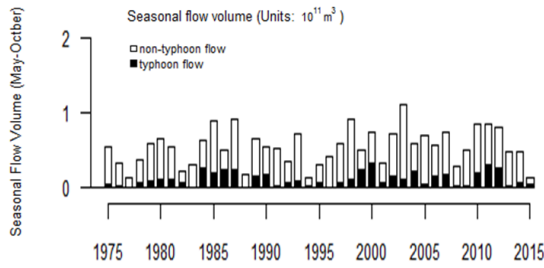 Seasonal flow volume (Units: 10¹¹ m³ )
non-typhoon flow
typhoon flow
Seasonal Flow Volume (May-Octber)
2
1
0
1975 1980 1985 1990 1995 2000 2005 2010 2015